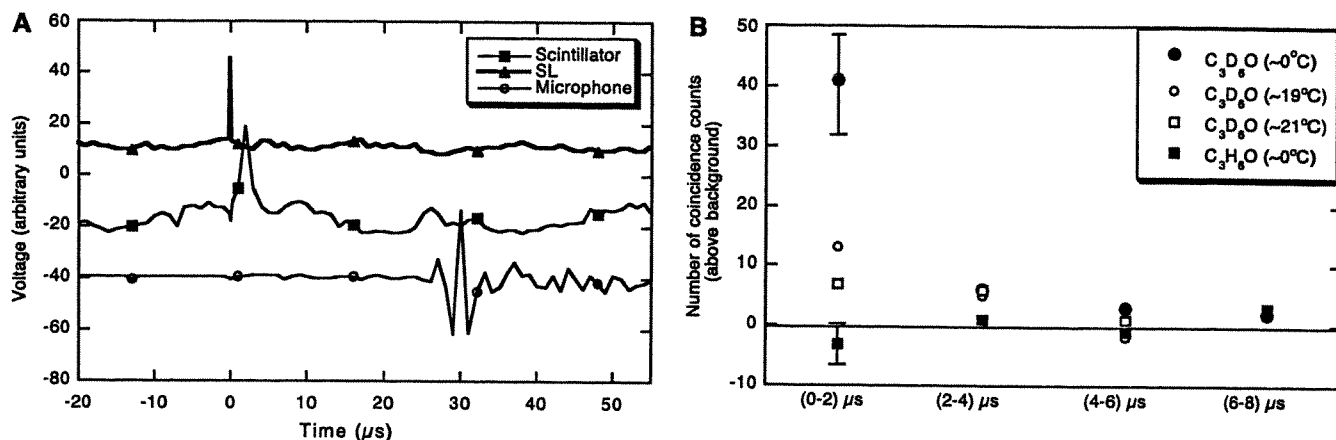 A
60
40
20
0
-20
-40
-60
-80
-20
-10
0
10
20
30
40
50
Voltage (arbitrary units)
Time (µs)
Scintillator
SL
Microphone
B
50
40
30
20
10
0
-10
Number of coincidence counts
(above background)
(0-2) µs
(2-4) µs
(4-6) µs
(6-8) µs
C₃D₆O (~0°C)
C₃D₆O (~19°C)
C₃D₆O (~21°C)
C₃H₆O (~0°C)